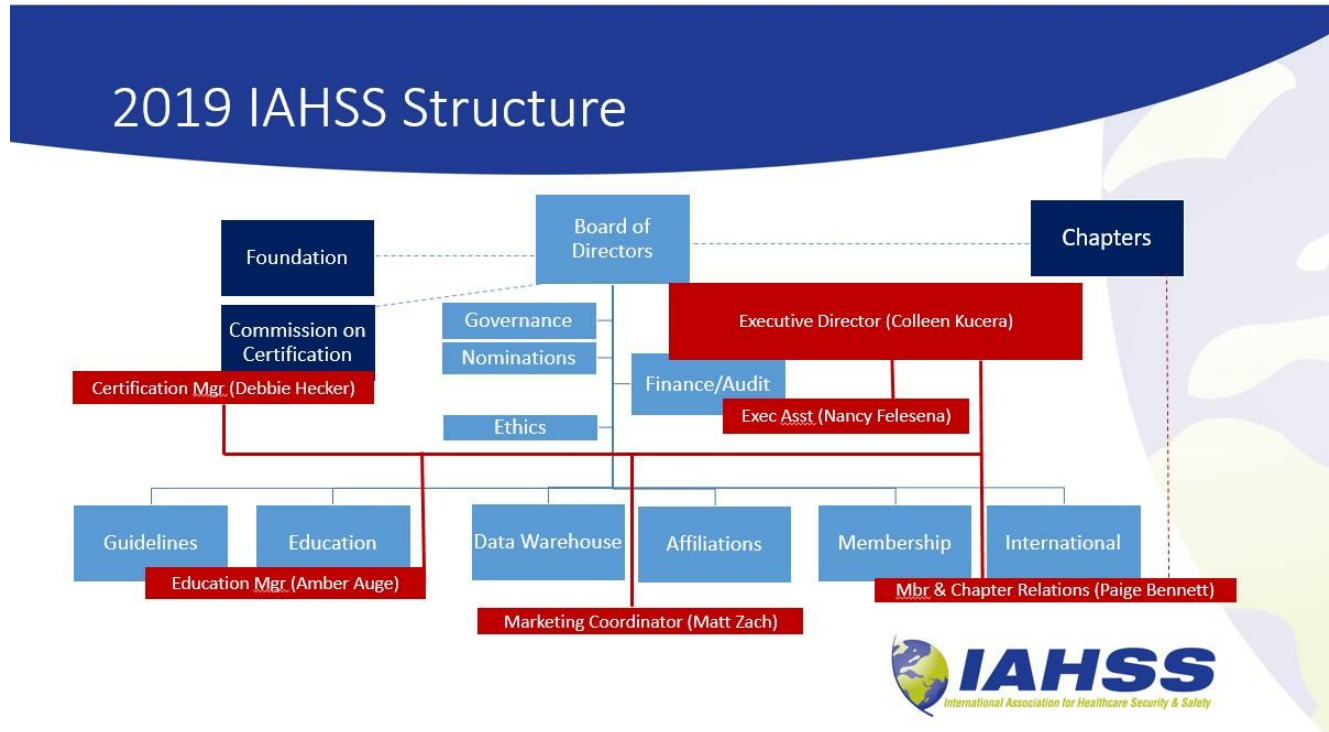 2019 IAHSS Structure
Board of
Directors
Foundation
Chapters
Commission on
Certification
Governance
Executive Director (Colleen Kucera)
Nominations
Certification Mgr (Debbie Hecker)
Finance/Audit
Exec Asst (Nancy Felesena)
Ethics
Guidelines
Education
Data Warehouse
Affiliations
Membership
International
Education Mgr (Amber Auge)
Mbr & Chapter Relations (Paige Bennett)
Marketing Coordinator (Matt Zach)
IAHSS
International Association for Healthcare Security & Safety